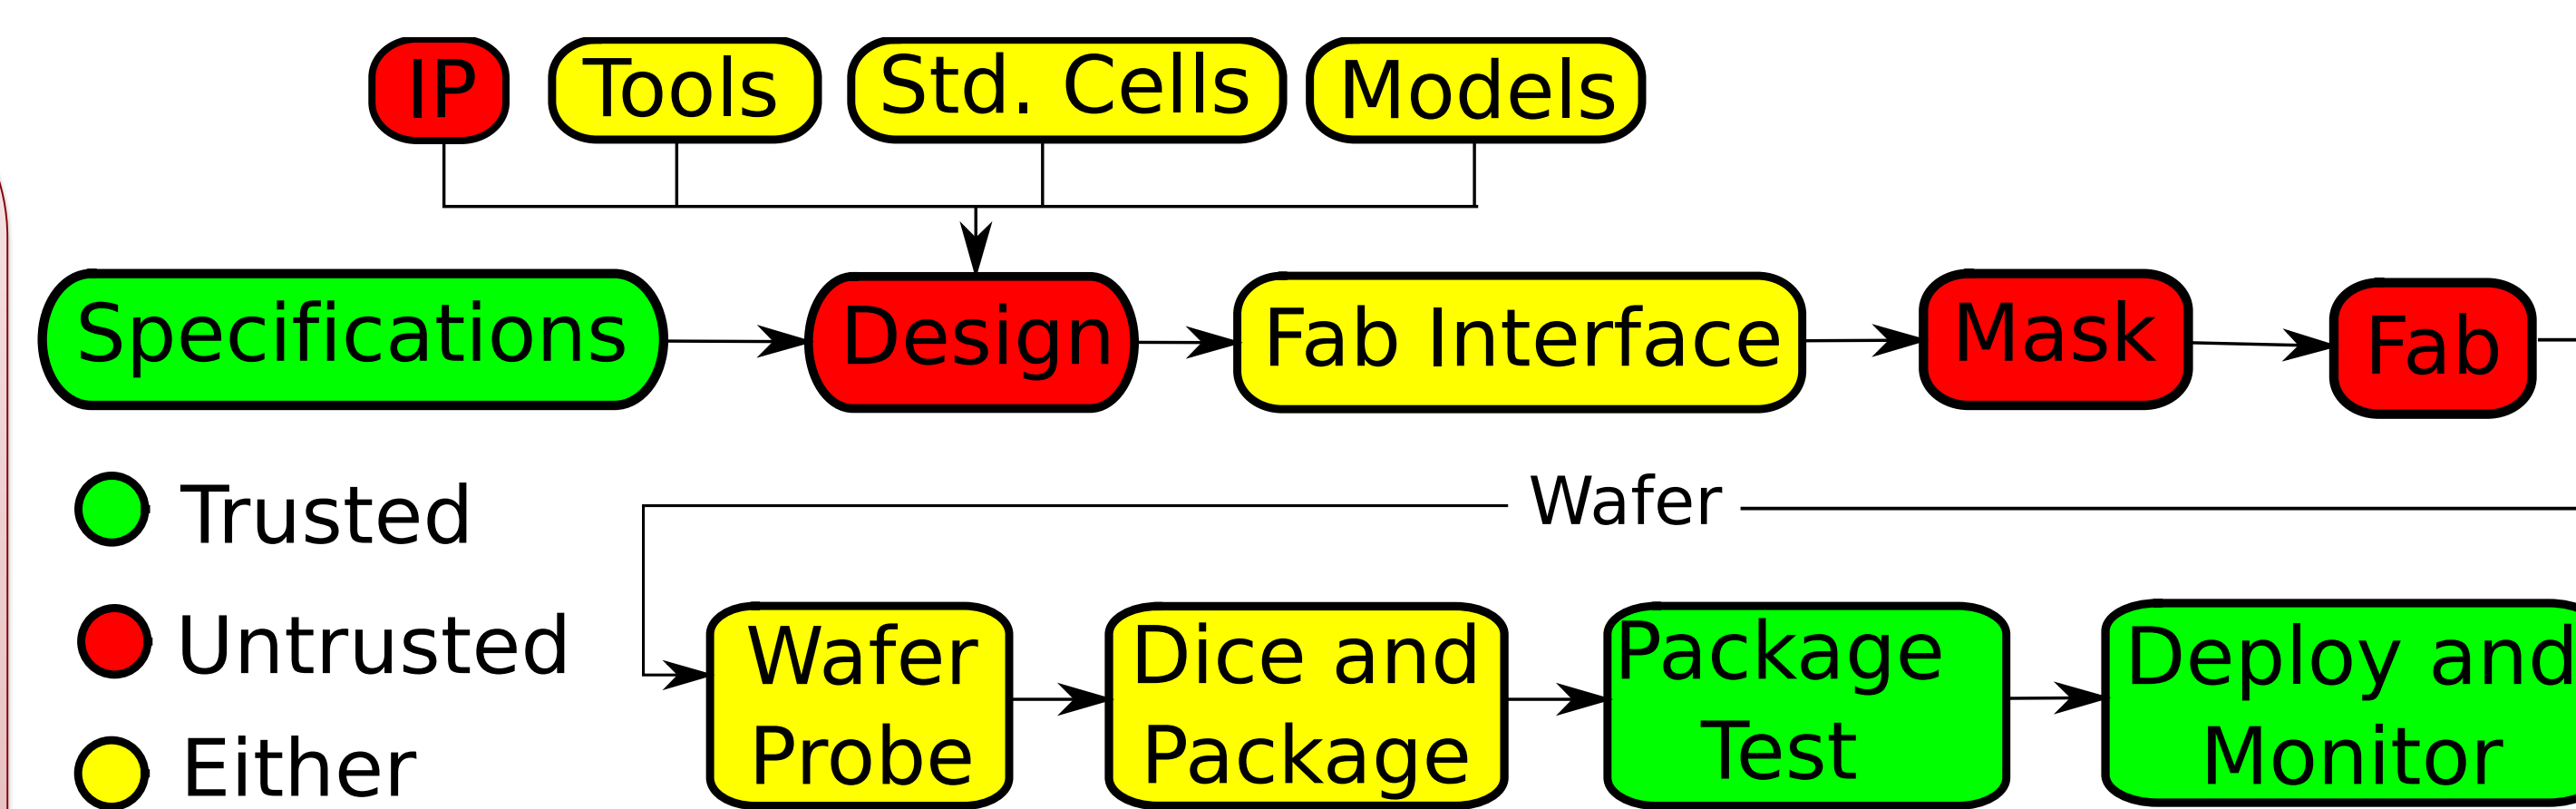 IP
Tools
Std. Cells
Models
Specifications
Design
Fab Interface
Mask
Fab
Trusted
Untrusted
Either
Wafer
Wafer
Probe
Dice and
Package
Package
Test
Deploy and
Monitor